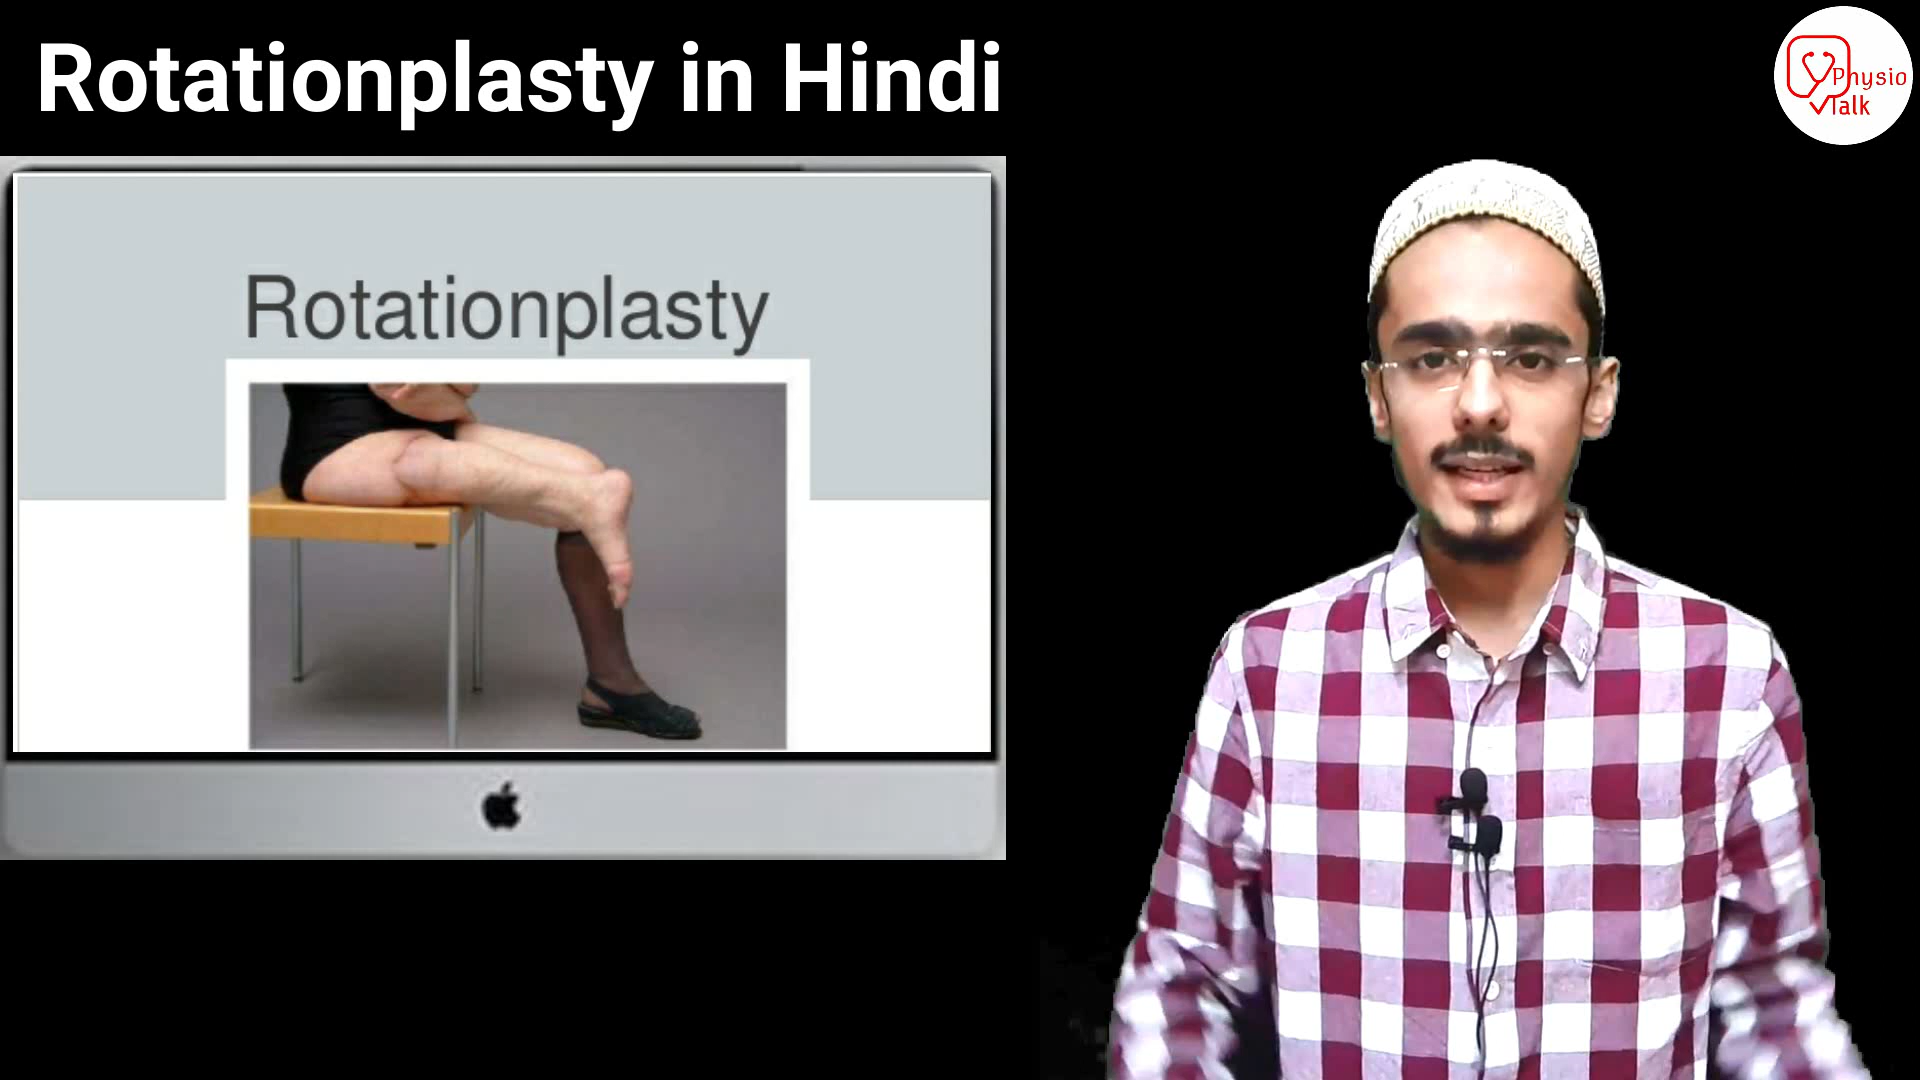 Rotationplasty in Hindi
Physio
Talk
Rotationplasty